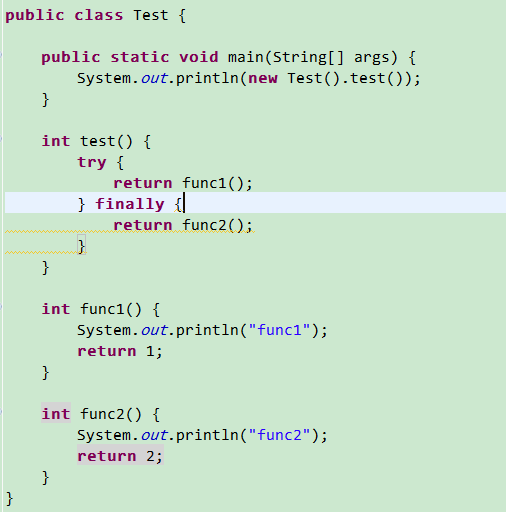 public class Test {
public static void main(String[] args) {
System.out.println(new Test().test());
}
int test() {
try {
return func1();
} finally {
return func2();
}
}
int func1() {
System.out.println("func1");
return 1;
}
int func2() {
System.out.println("func2");
return 2;
}
}